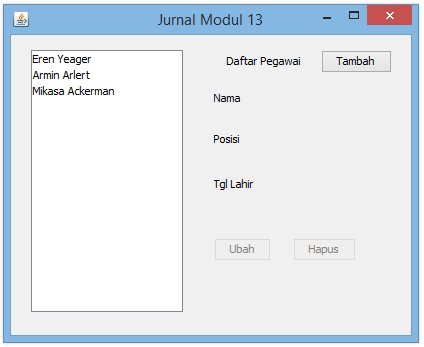 Jurnal Modul 13
Eren Yeager
Armin Arlert
Mikasa Ackerman
Daftar Pegawai
Tambah
Nama
Posisi
Tgl Lahir
Ubah
Hapus